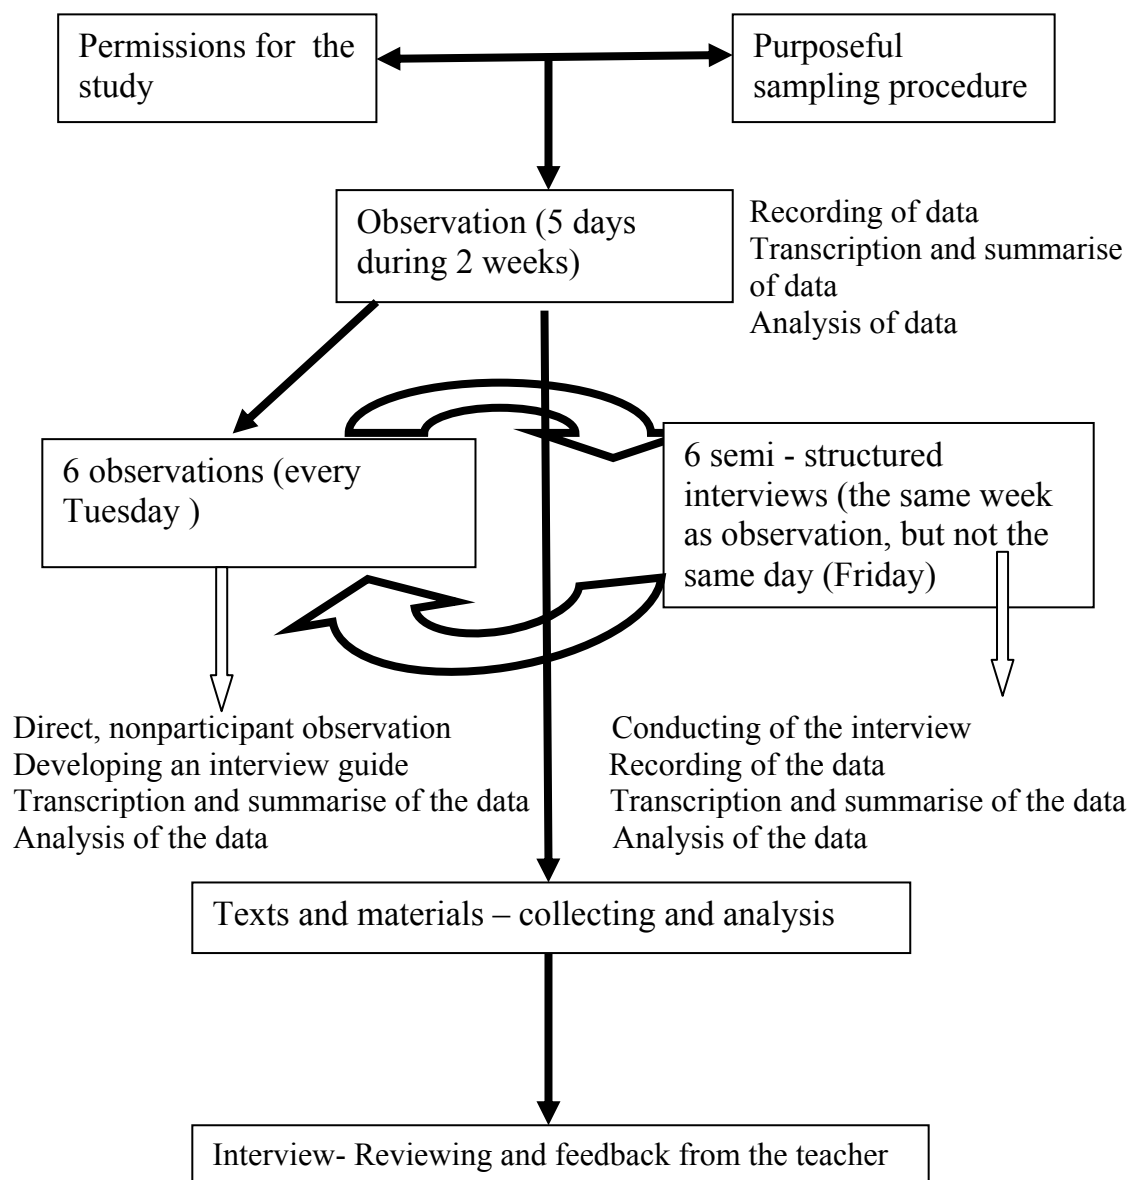 Permissions for the
study
Purposeful
sampling procedure
Observation (5 days
during 2 weeks)
Recording of data
Transcription and summarise
of data
Analysis of data
6 observations (every
Tuesday )
6 semi - structured
interviews (the same week
as observation, but not the
same day (Friday)
Direct, nonparticipant observation
Developing an interview guide
Transcription and summarise of the data
Analysis of the data
Conducting of the interview
Recording of the data
Transcription and summarise of the data
Analysis of the data
Texts and materials – collecting and analysis
Interview- Reviewing and feedback from the teacher